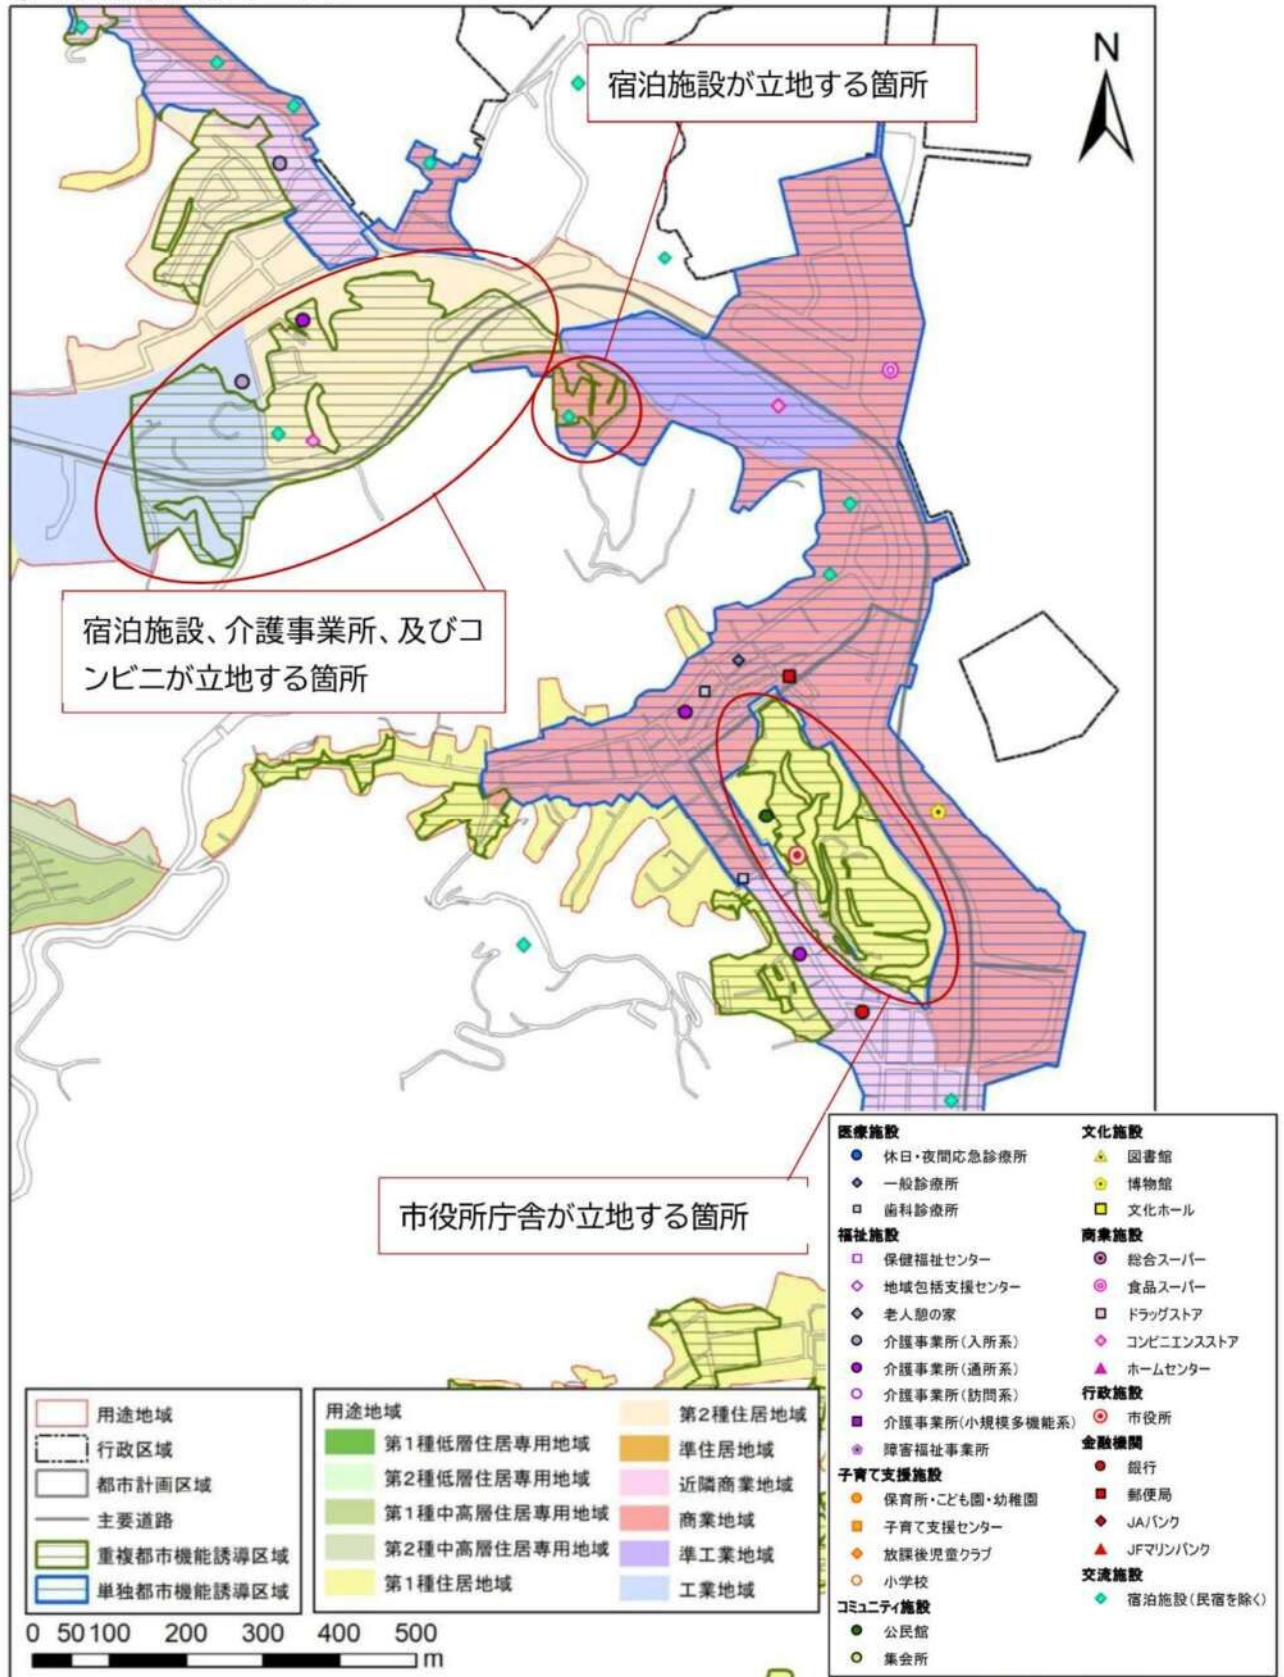 N
宿泊施設が立地する箇所
宿泊施設、介護事業所、及びコ
ンビニが立地する箇所
市役所庁舎が立地する箇所
用途地域
行政区域
都市計画区域
主要道路
重複都市機能誘導区域
単独都市機能誘導区域
0 50 100 200 300 400 500
m
用途地域
第1種低層住居専用地域
第2種低層住居専用地域
第1種中高層住居専用地域
第2種中高層住居専用地域
第1種住居地域
第2種住居地域
準住居地域
近隣商業地域
商業地域
準工業地域
工業地域
医療施設
休日・夜間応急診療所
一般診療所
歯科診療所
福祉施設
保健福祉センター
地域包括支援センター
老人憩の家
介護事業所(入所系)
介護事業所(通所系)
介護事業所(訪問系)
介護事業所(小規模多機能系)
障害福祉事業所
子育て支援施設
保育所・こども園・幼稚園
子育て支援センター
放課後児童クラブ
小学校
コミュニティ施設
公民館
集会所
文化施設
図書館
博物館
文化ホール
商業施設
総合スーパー
食品スーパー
ドラッグストア
コンビニエンスストア
ホームセンター
行政施設
市役所
金融機関
銀行
郵便局
JAバンク
JFマリンバンク
交流施設
宿泊施設(民宿を除く)